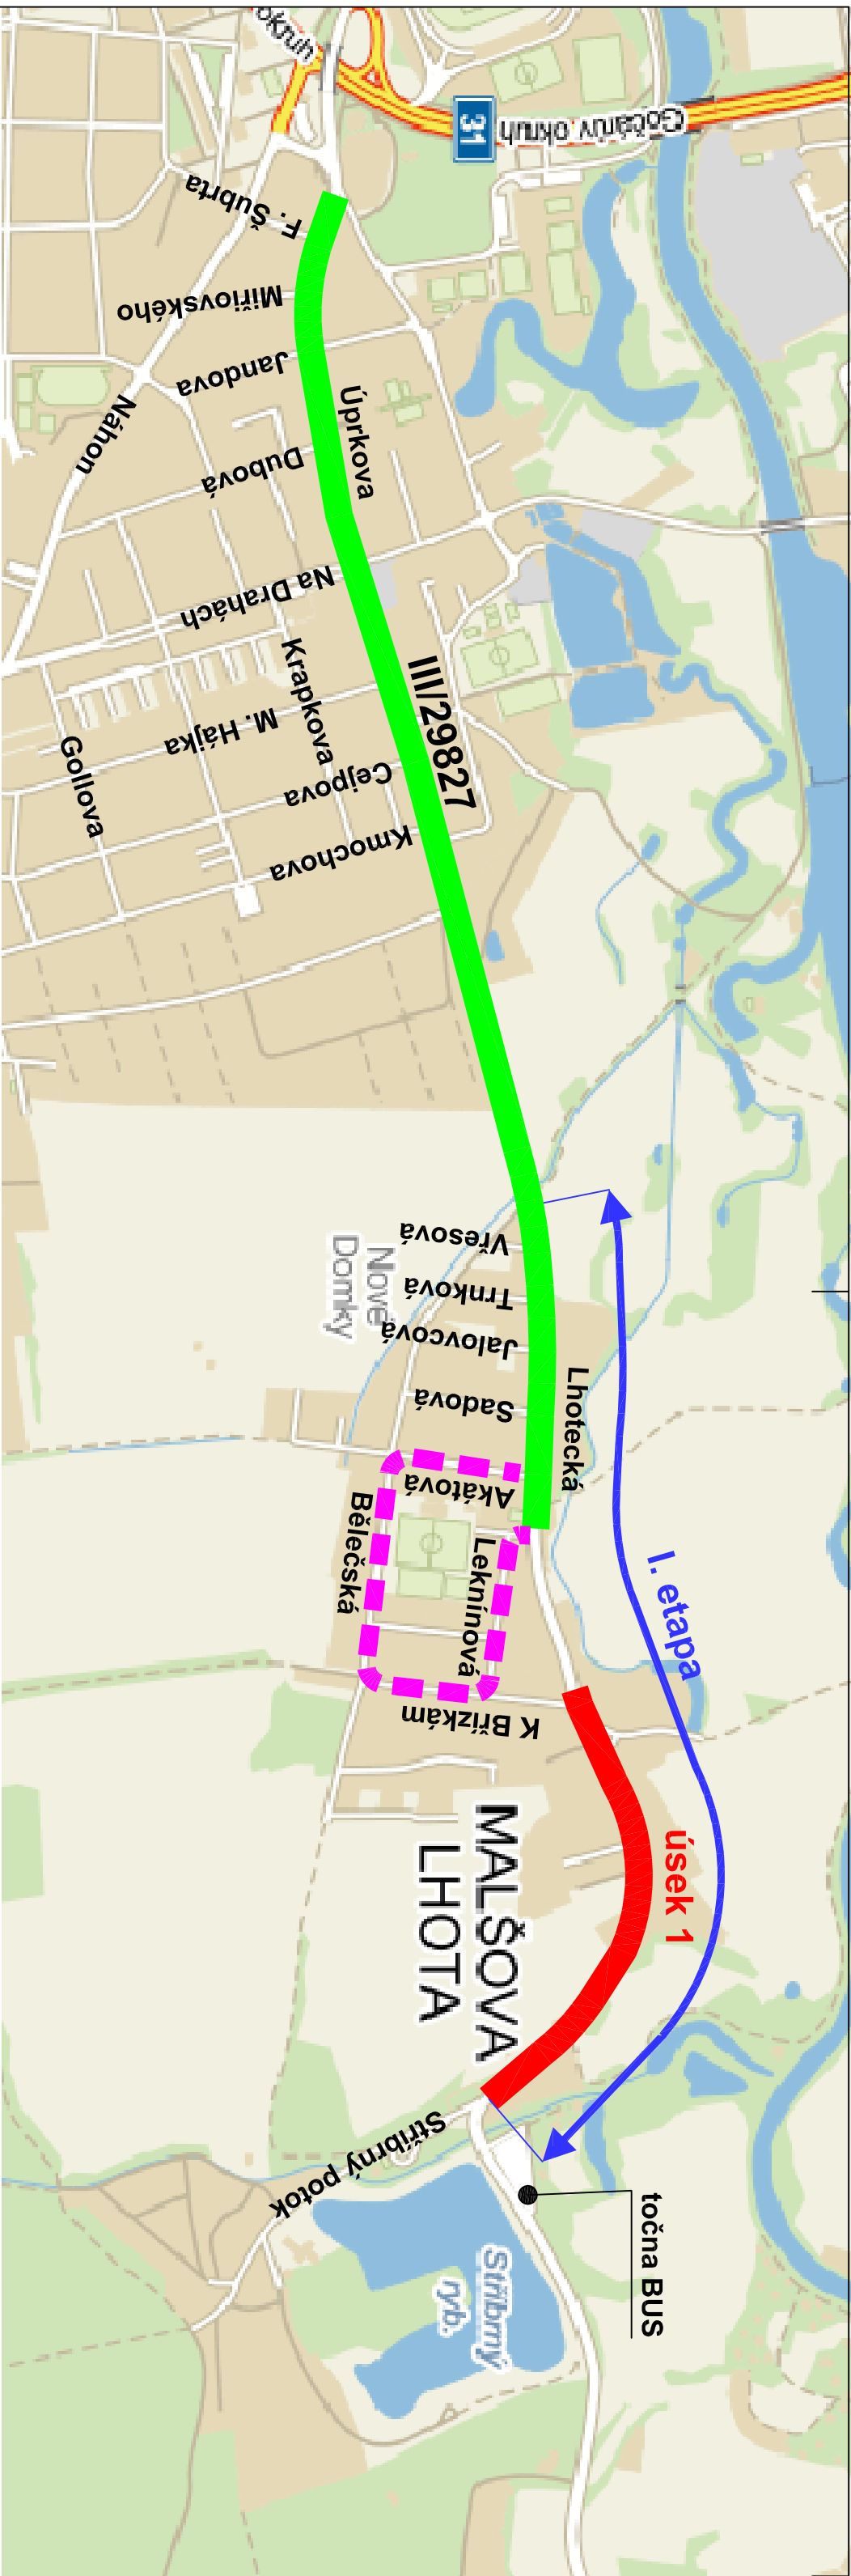 okruh
31
Gočárův okruh
F. Šubrta
Miřiovského
Jandova
Úprkova
Náhon
Dubová
Na Drahách
Krapkova
III/29827
M. Hájka
Gollova
Cejpova
Kmochova
Vřesová
Nové
Domky
Trnková
Jalovcová
Sadová
Lhotecká
Akátová
Bělečská
Leknínová
I. etapa
K Břízkám
úsek 1
MALŠOVA
LHOTA
Stříbrný potok
točna BUS
Stříbrný
ryb.